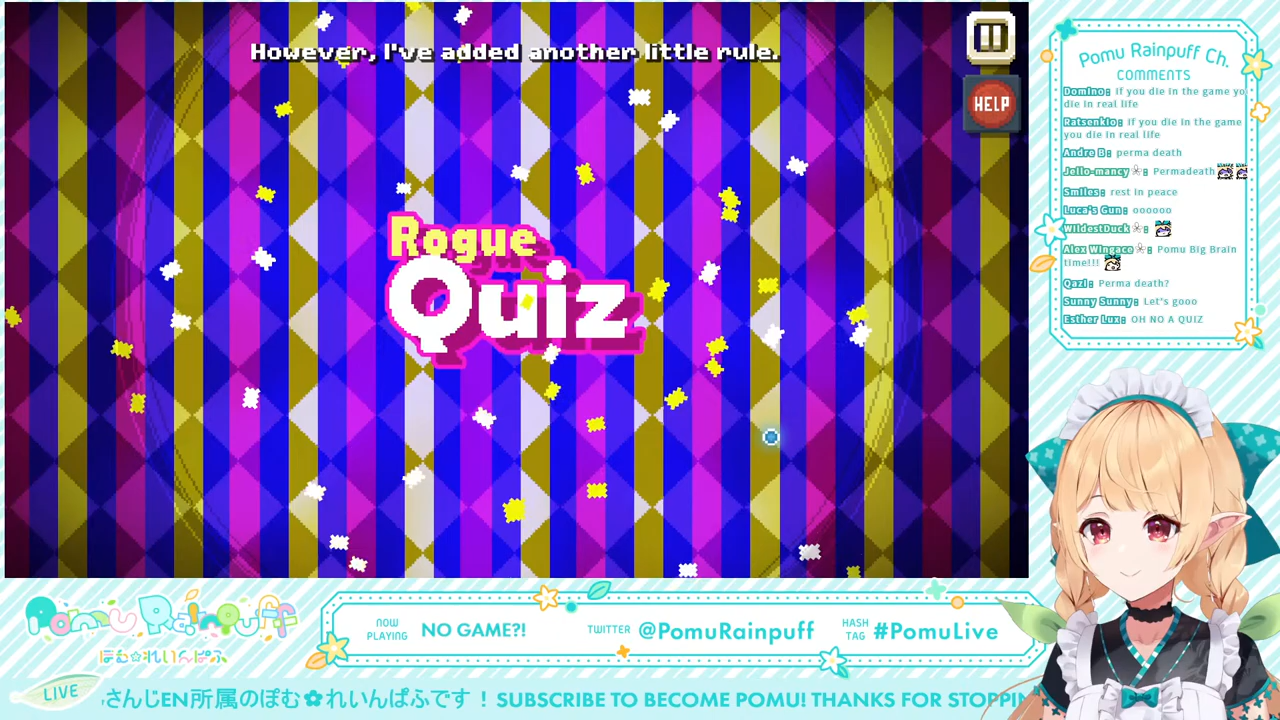 However, I've added another little rule.
HELP
Rogue
Quiz
Pomu Rainpuff Ch.
COMMENTS
Domino: if you die in the game yo
die in real life
Ratsenkio: if you die in the game
you die in real life
Andre B: perma death
Jello-mancy: Permadeath
Smiles: rest in peace
Luca's Gun: oooooo
WildestDuck:
Alex Wingace: Pomu Big Brain
time!!!
Qazi: Perma death?
Sunny Sunny: Let's gooo
Esther Lux: OH NO A QUIZ
Pomu Rainpuff
ぽむ れいんぱふ
NOW
PLAYING
NO GAME?!
TWITTER
@PomuRainpuff
HASH
TAG
#PomuLive
LIVE
さんじEN所属のぽむ✿れいんぱふです ! SUBSCRIBE TO BECOME POMU! THANKS FOR STOPPIN